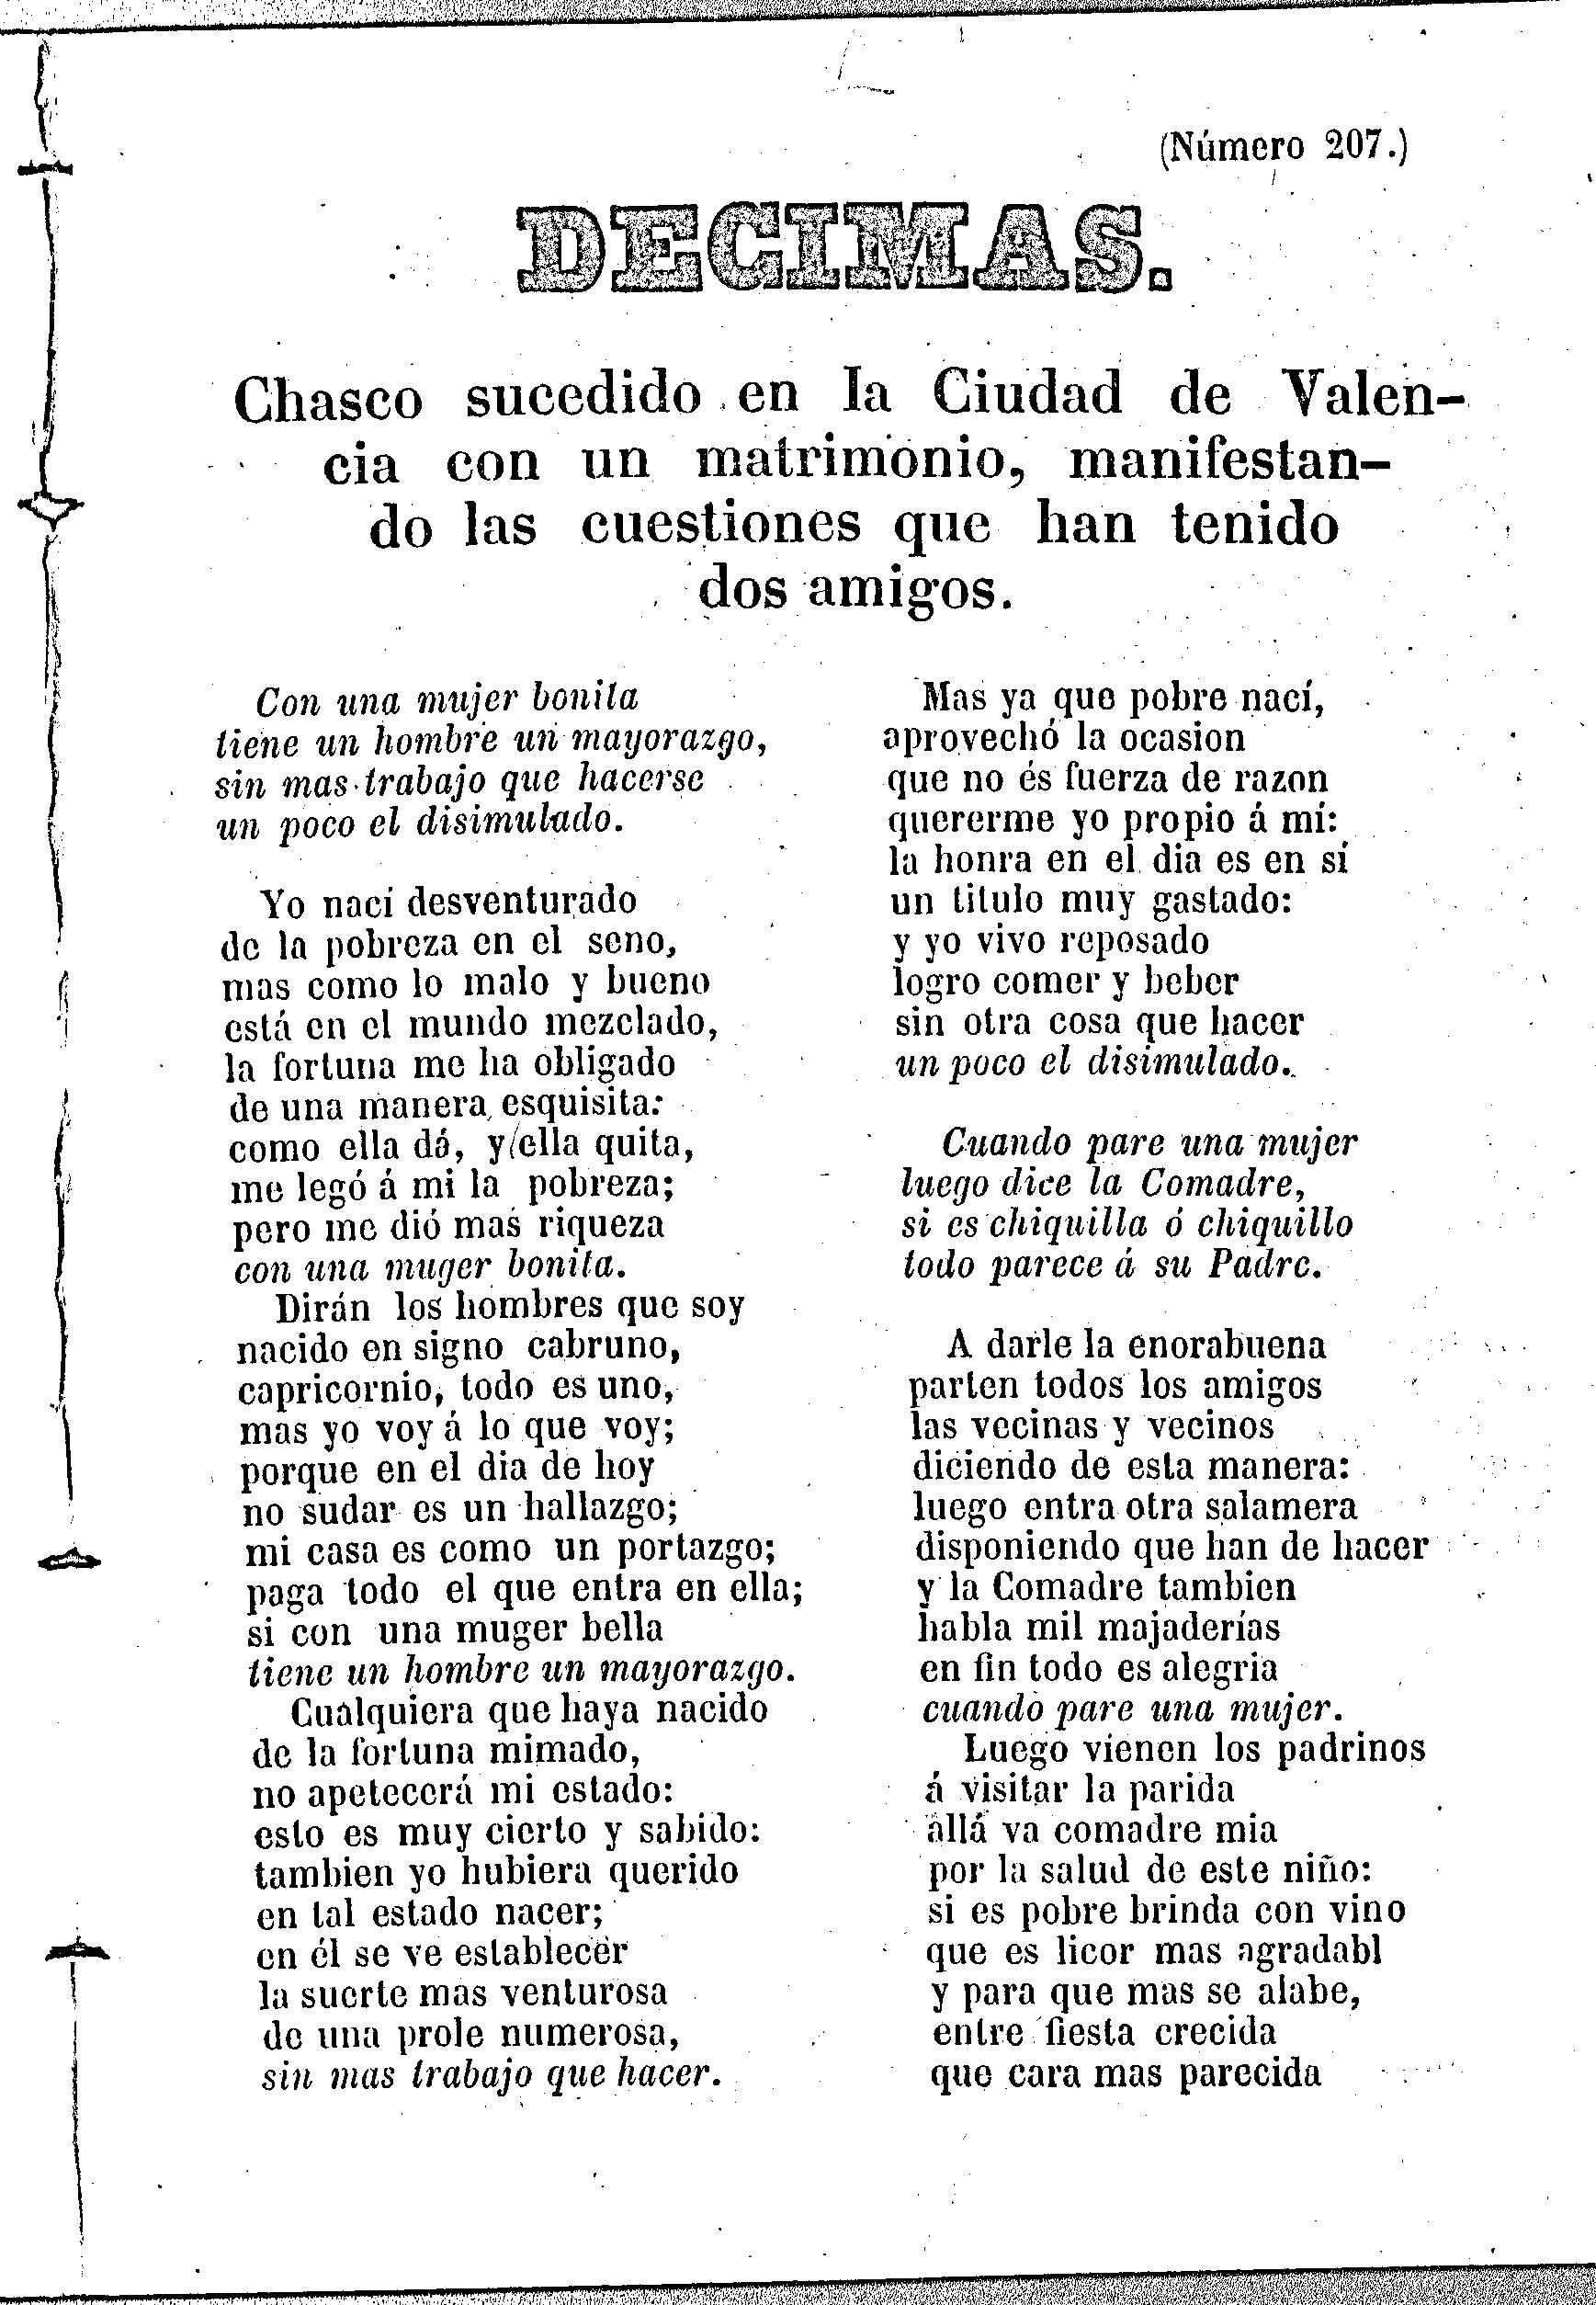 (Número 207.)
DECIMAS.
Chasco sucedido en la Ciudad de Valen-
cia con un matrimonio, manifestan-
do las cuestiones que han tenido
dos amigos.
Con una mujer bonita
tiene un hombre un mayorazgo,
sin mas trabajo que hacerse
un poco el disimulado.
Yo naci desventurado
de la pobreza en el seno,
mas como lo malo y bueno
está en el mundo mezclado,
la fortuna me ha obligado
de una manera esquisita:
como ella dá, y ella quita,
me legó á mi la pobreza;
pero me dió mas riqueza
con una muger bonita.
Dirán los hombres que soy
nacido en signo cabruno,
capricornio, todo es uno,
mas yo voy á lo que voy;
porque en el dia de hoy
no sudar es un hallazgo;
mi casa es como un portazgo;
paga todo el que entra en ella;
si con una muger bella
tiene un hombre un mayorazgo.
Cualquiera que haya nacido
de la fortuna mimado,
no apetecerá mi estado:
esto es muy cierto y sabido:
tambien yo hubiera querido
en tal estado nacer;
en él se ve establecer
la suerte mas venturosa
de una prole numerosa,
sin mas trabajo que hacer.
Mas ya que pobre nací,
aprovechó la ocasion
que no és fuerza de razon
quererme yo propio á mí:
la honra en el dia es en sí
un titulo muy gastado:
y yo vivo reposado
logro comer y beber
sin otra cosa que hacer
un poco el disimulado.
Cuando pare una mujer
luego dice la Comadre,
si es chiquilla ó chiquillo
todo parece á su Padre.
A darle la enorabuena
parten todos los amigos
las vecinas y vecinos
diciendo de esta manera:
luego entra otra salamera
disponiendo que han de hacer
y la Comadre tambien
habla mil majaderías
en fin todo es alegria
cuando pare una mujer.
Luego vienen los padrinos
á visitar la parida
allá va comadre mia
por la salud de este niño:
si es pobre brinda con vino
que es licor mas agradabl
y para que mas se alabe,
entre fiesta crecida
que cara mas parecida